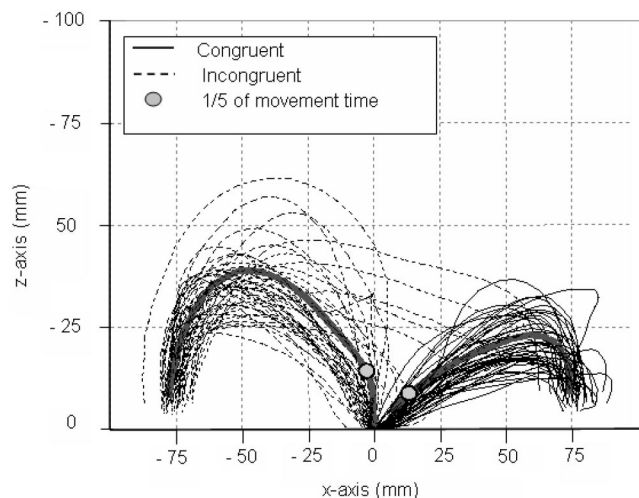 - 100
Congruent
Incongruent
1/5 of movement time
- 75
- 50
- 25
0
z-axis (mm)
- 75
- 50
- 25
0
25
50
75
x-axis (mm)